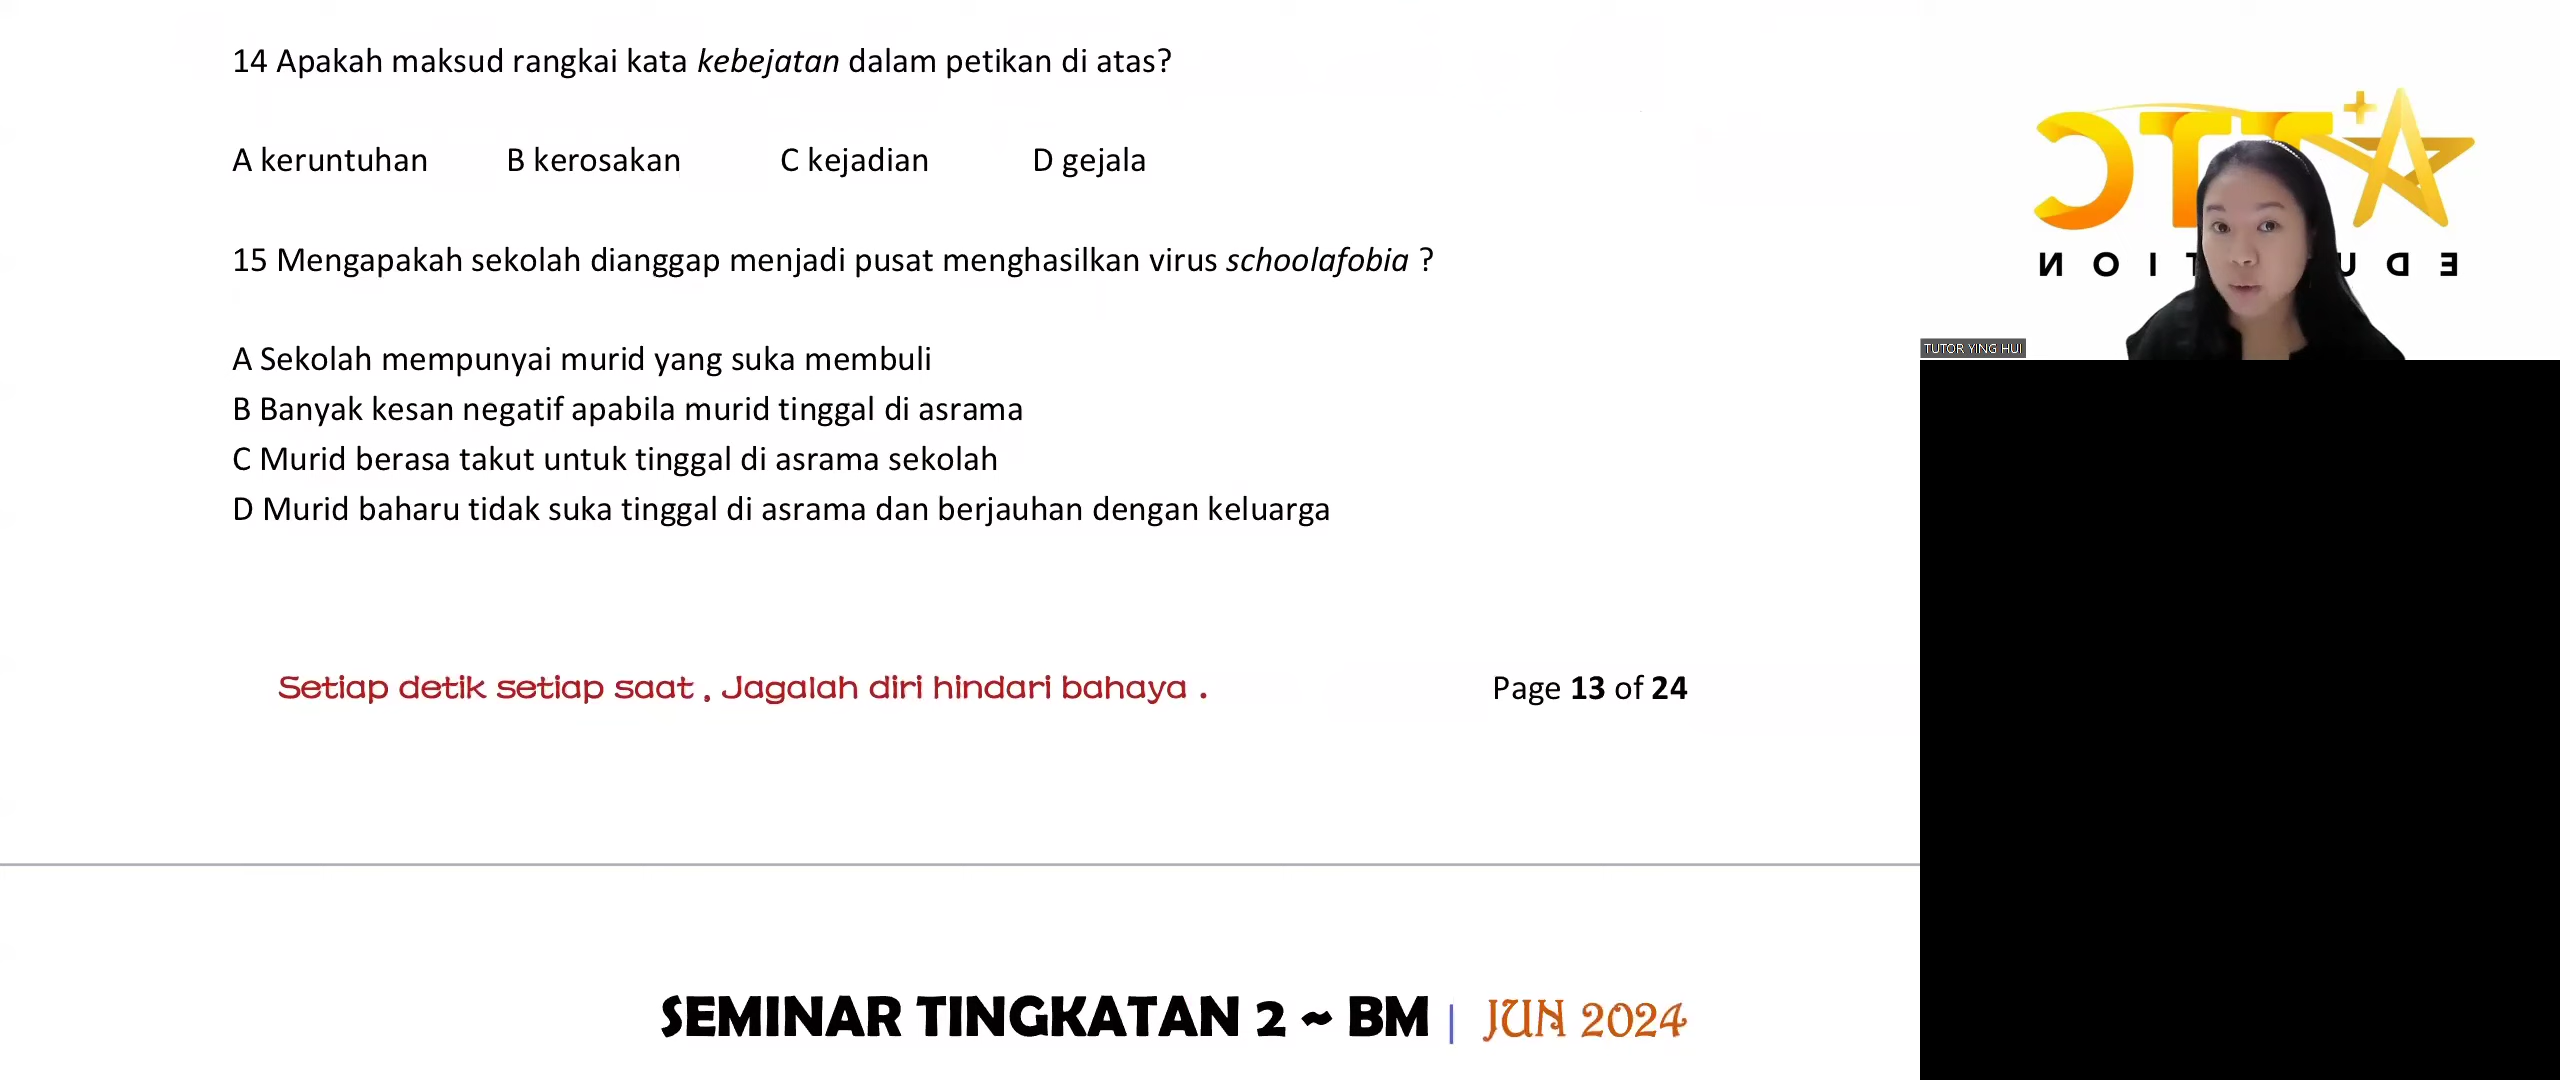 14 Apakah maksud rangkai kata kebejatan dalam petikan di atas?
A keruntuhan B kerosakan C kejadian D gejala
15 Mengapakah sekolah dianggap menjadi pusat menghasilkan virus schoolafobia ?
A Sekolah mempunyai murid yang suka membuli
B Banyak kesan negatif apabila murid tinggal di asrama
C Murid berasa takut untuk tinggal di asrama sekolah
D Murid baharu tidak suka tinggal di asrama dan berjauhan dengan keluarga
Setiap detik setiap saat , Jagalah diri hindari bahaya .
Page 13 of 24
SEMINAR TINGKATAN 2 ~ BM | JUN 2024
TUTOR YING HUI